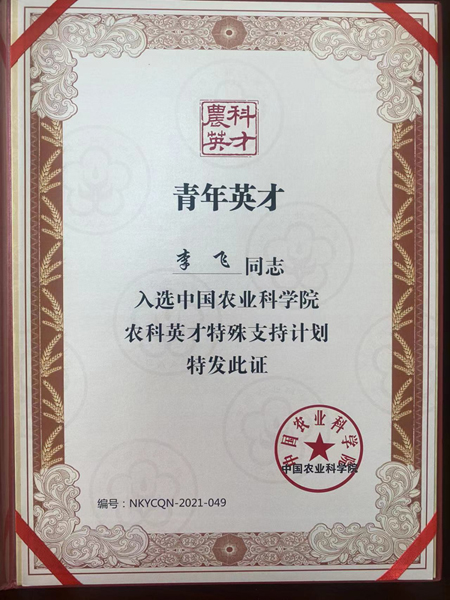 農科
英才
青年英才
李飞同志
入选中国农业科学院
农科英才特殊支持计划
特发此证
中国农业科学院
中国农业科学院
编号：NKYCQN-2021-049